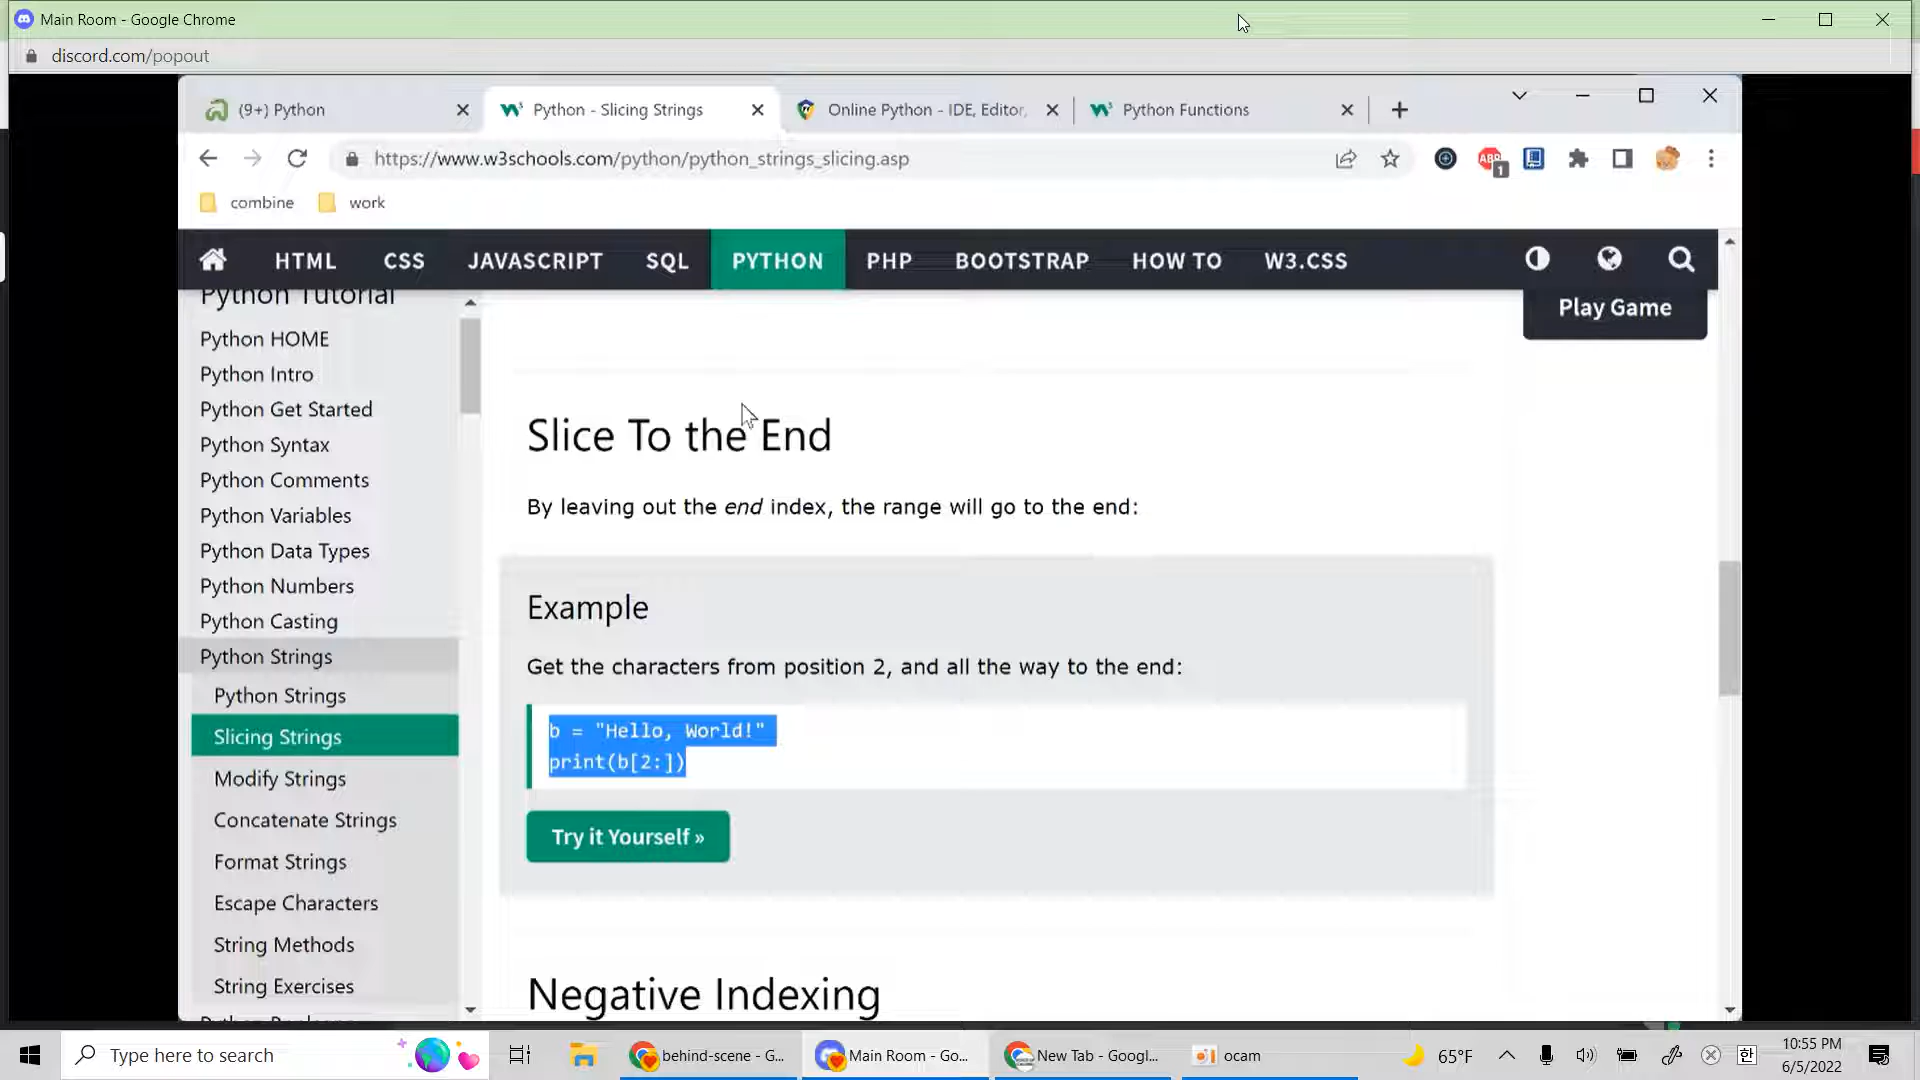 Main Room - Google Chrome
discord.com/popout
(9+) Python
Python - Slicing Strings
Online Python - IDE, Editor,
Python Functions
https://www.w3schools.com/python/python_strings_slicing.asp
ABP
1
combine
work
HTML
CSS
JAVASCRIPT
SQL
PYTHON
PHP
BOOTSTRAP
HOW TO
W3.CSS
Python Tutorial
Play Game
Python HOME
Python Intro
Python Get Started
Python Syntax
Python Comments
Python Variables
Python Data Types
Python Numbers
Python Casting
Python Strings
Python Strings
Slicing Strings
Modify Strings
Concatenate Strings
Format Strings
Escape Characters
String Methods
String Exercises
Slice To the End
By leaving out the end index, the range will go to the end:
Example
Get the characters from position 2, and all the way to the end:
b = "Hello, World!"
print(b[2:])
Try it Yourself »
Negative Indexing
Type here to search
behind-scene - G...
Main Room - Go...
New Tab - Googl...
ocam
65°F
한
10:55 PM
6/5/2022